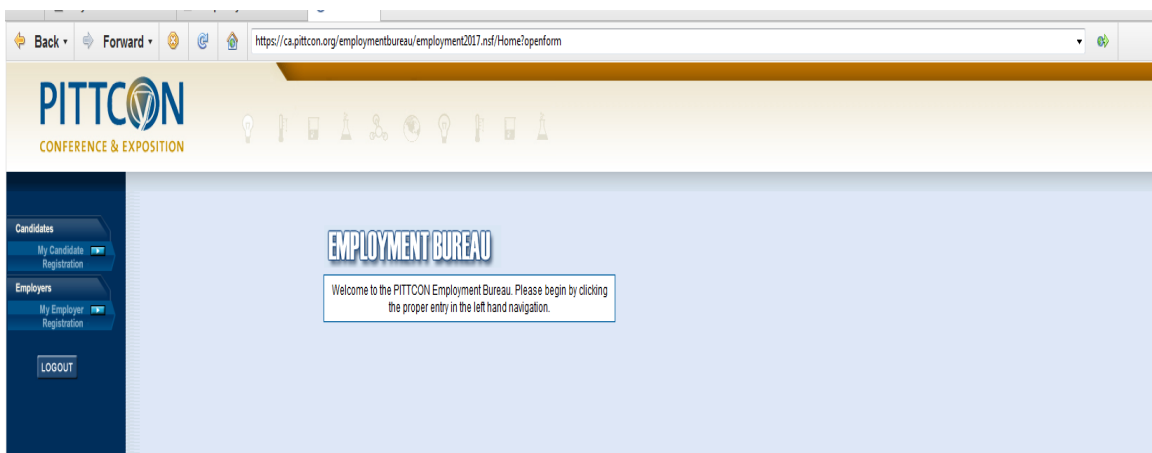 Back
Forward
https://ca.pittcon.org/employmentbureau/employment2017.nsf/Home?openform
PITTCON
CONFERENCE & EXPOSITION
Candidates
My Candidate
Registration
Employers
My Employer
Registration
LOGOUT
EMPLOYMENT BUREAU
Welcome to the PITTCON Employment Bureau. Please begin by clicking
the proper entry in the left hand navigation.